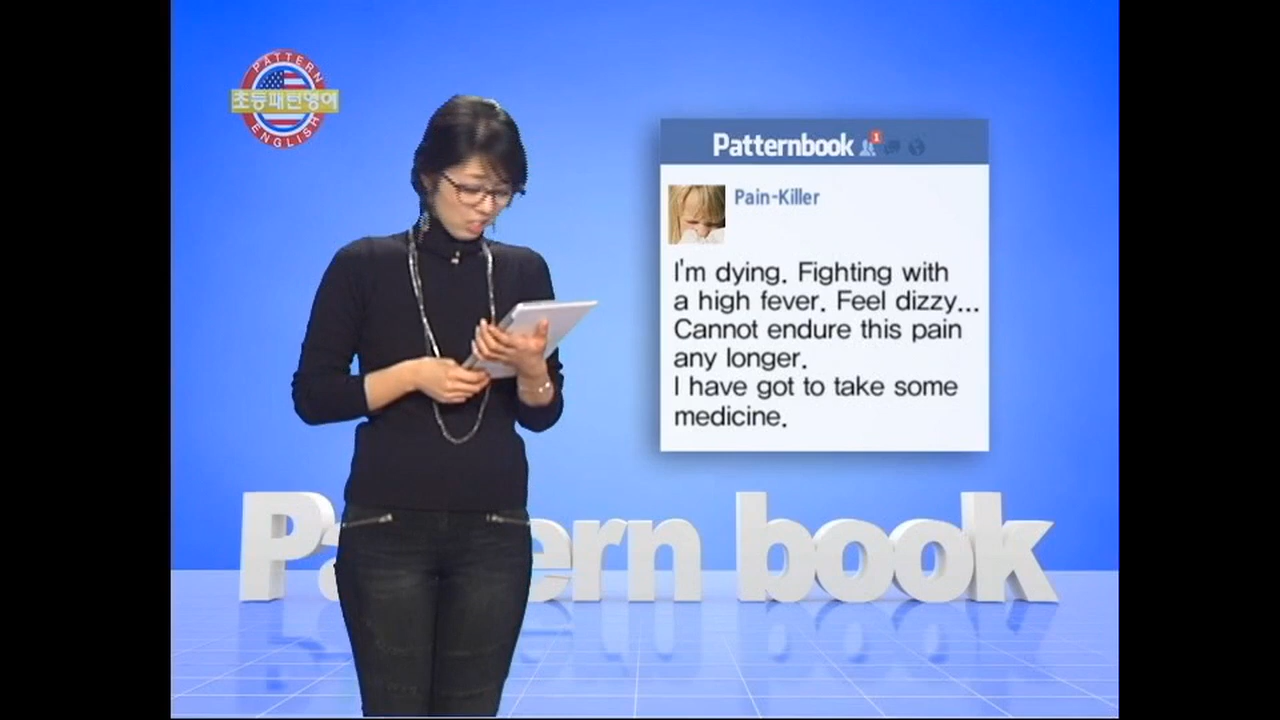 PATTERN
초등패턴영어
ENGLISH
Patternbook
1
Pain-Killer
I'm dying. Fighting with
a high fever. Feel dizzy...
Cannot endure this pain
any longer.
I have got to take some
medicine.
Pattern book